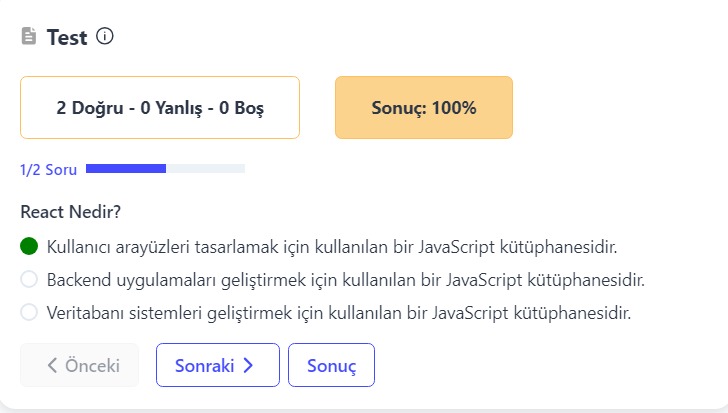 Test
2 Doğru - 0 Yanlış - 0 Boş
Sonuç: 100%
1/2 Soru
React Nedir?
Kullanıcı arayüzleri tasarlamak için kullanılan bir JavaScript kütüphanesidir.
Backend uygulamaları geliştirmek için kullanılan bir JavaScript kütüphanesidir.
Veritabanı sistemleri geliştirmek için kullanılan bir JavaScript kütüphanesidir.
Önceki
Sonraki
Sonuç